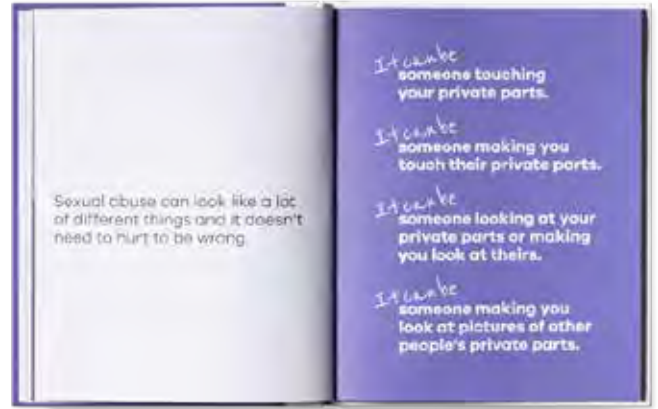 Sexual abuse can look like a lot
of different things and it doesn't
need to hurt to be wrong.
It can be
someone touching
your private parts.
It can be
someone making you
touch their private parts.
It can be
someone looking at your
private parts or making
you look at theirs.
It can be
someone making you
look at pictures of other
people's private parts.